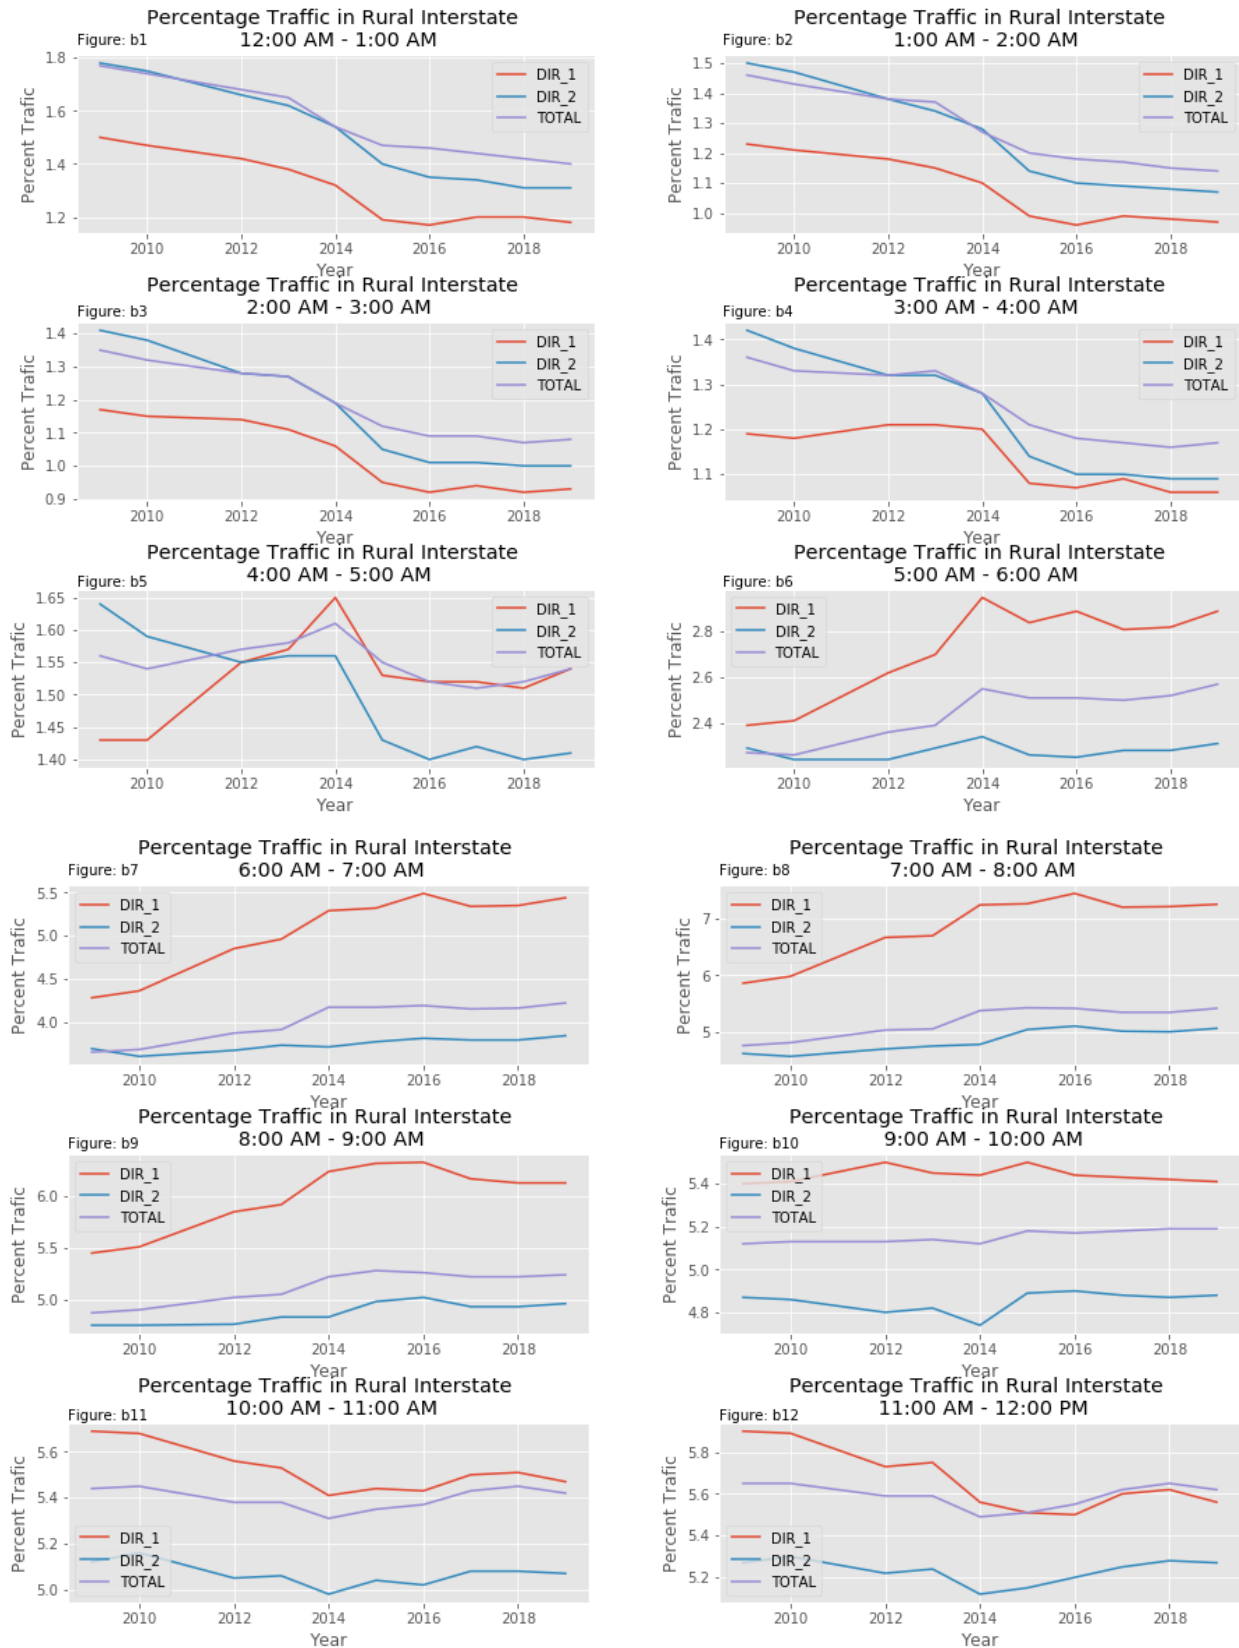 Percentage Traffic in Rural Interstate
12:00 AM - 1:00 AM
Figure: b1
1.8
1.6
1.4
1.2
Percent Trafic
DIR_1
DIR_2
TOTAL
2010 2012 2014 2016 2018
Year
Percentage Traffic in Rural Interstate
1:00 AM - 2:00 AM
Figure: b2
1.5
1.4
1.3
1.2
1.1
1.0
Percent Trafic
DIR_1
DIR_2
TOTAL
2010 2012 2014 2016 2018
Year
Percentage Traffic in Rural Interstate
2:00 AM - 3:00 AM
Figure: b3
1.4
1.3
1.2
1.1
1.0
0.9
Percent Trafic
DIR_1
DIR_2
TOTAL
2010 2012 2014 2016 2018
Year
Percentage Traffic in Rural Interstate
3:00 AM - 4:00 AM
Figure: b4
1.4
1.3
1.2
1.1
Percent Trafic
DIR_1
DIR_2
TOTAL
2010 2012 2014 2016 2018
Year
Percentage Traffic in Rural Interstate
4:00 AM - 5:00 AM
Figure: b5
1.65
1.60
1.55
1.50
1.45
1.40
Percent Trafic
DIR_1
DIR_2
TOTAL
2010 2012 2014 2016 2018
Year
Percentage Traffic in Rural Interstate
5:00 AM - 6:00 AM
Figure: b6
2.8
2.6
2.4
Percent Trafic
DIR_1
DIR_2
TOTAL
2010 2012 2014 2016 2018
Year
Percentage Traffic in Rural Interstate
6:00 AM - 7:00 AM
Figure: b7
5.5
5.0
4.5
4.0
Percent Trafic
DIR_1
DIR_2
TOTAL
2010 2012 2014 2016 2018
Year
Percentage Traffic in Rural Interstate
7:00 AM - 8:00 AM
Figure: b8
7
6
5
Percent Trafic
DIR_1
DIR_2
TOTAL
2010 2012 2014 2016 2018
Year
Percentage Traffic in Rural Interstate
8:00 AM - 9:00 AM
Figure: b9
6.0
5.5
5.0
Percent Trafic
DIR_1
DIR_2
TOTAL
2010 2012 2014 2016 2018
Year
Percentage Traffic in Rural Interstate
9:00 AM - 10:00 AM
Figure: b10
5.4
5.2
5.0
4.8
Percent Trafic
DIR_1
DIR_2
TOTAL
2010 2012 2014 2016 2018
Year
Percentage Traffic in Rural Interstate
10:00 AM - 11:00 AM
Figure: b11
5.6
5.4
5.2
5.0
Percent Trafic
DIR_1
DIR_2
TOTAL
2010 2012 2014 2016 2018
Year
Percentage Traffic in Rural Interstate
11:00 AM - 12:00 PM
Figure: b12
5.8
5.6
5.4
5.2
Percent Trafic
DIR_1
DIR_2
TOTAL
2010 2012 2014 2016 2018
Year